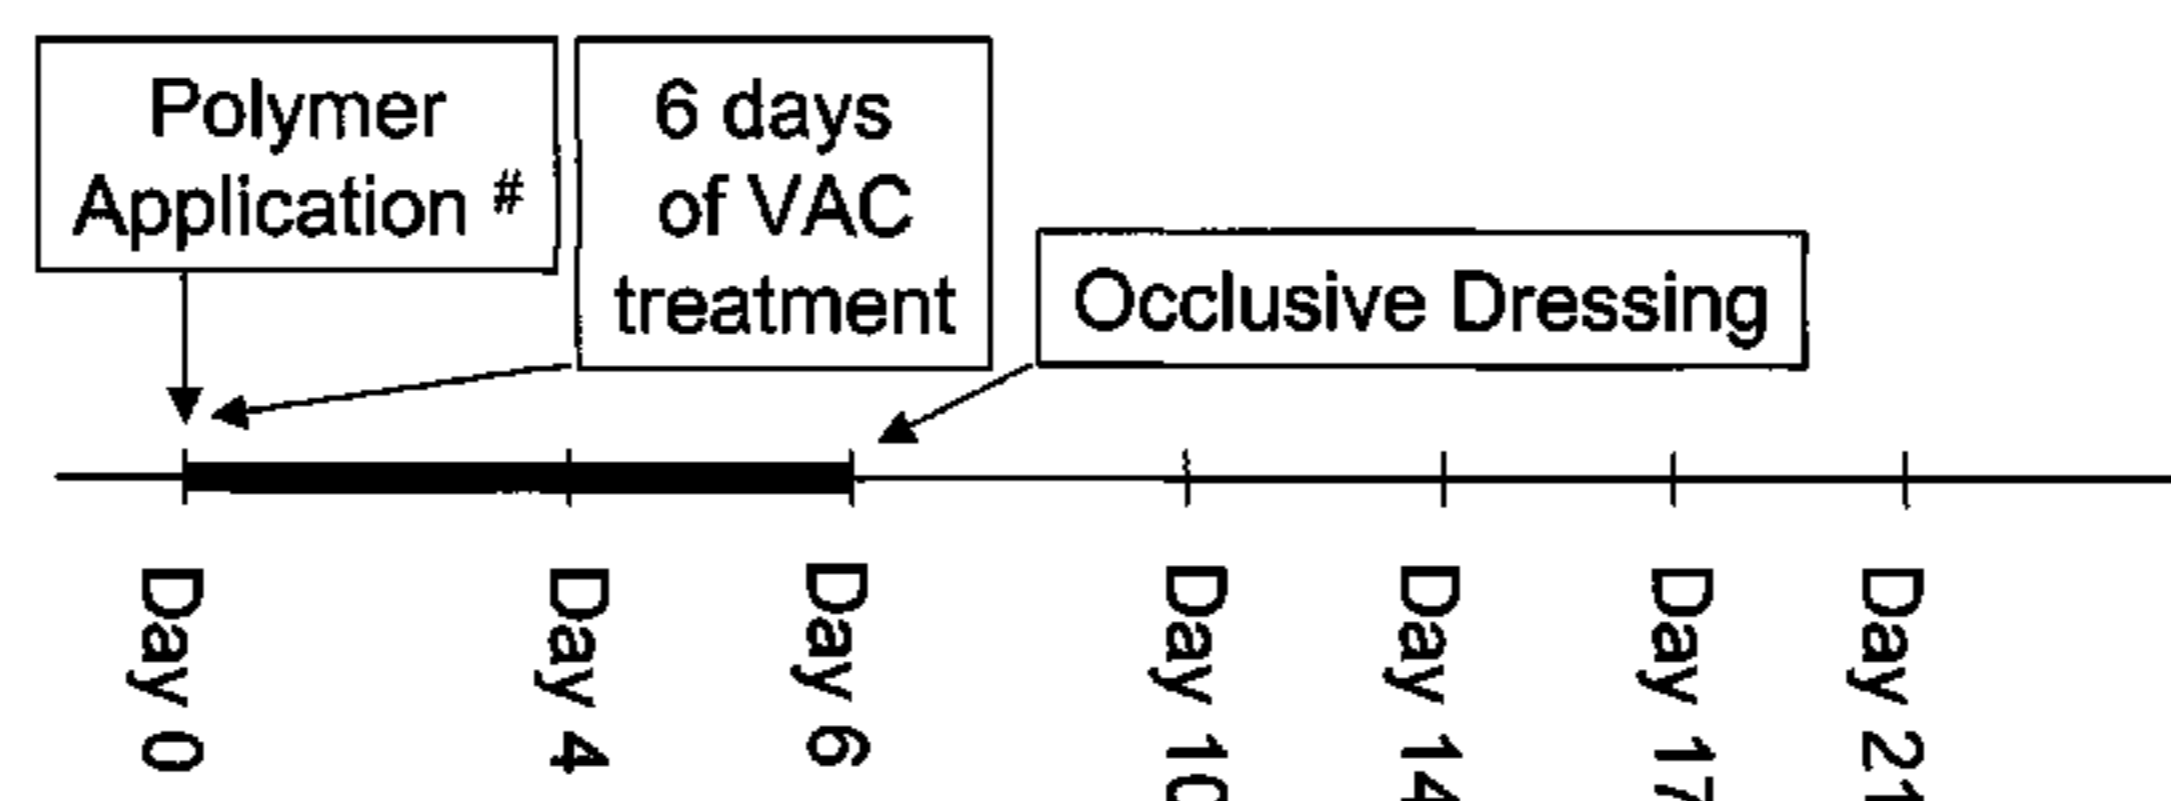 Polymer
Application #
6 days
of VAC
treatment
Occlusive Dressing
Day 0
Day 4
Day 6
Day 10
Day 14
Day 17
Day 21